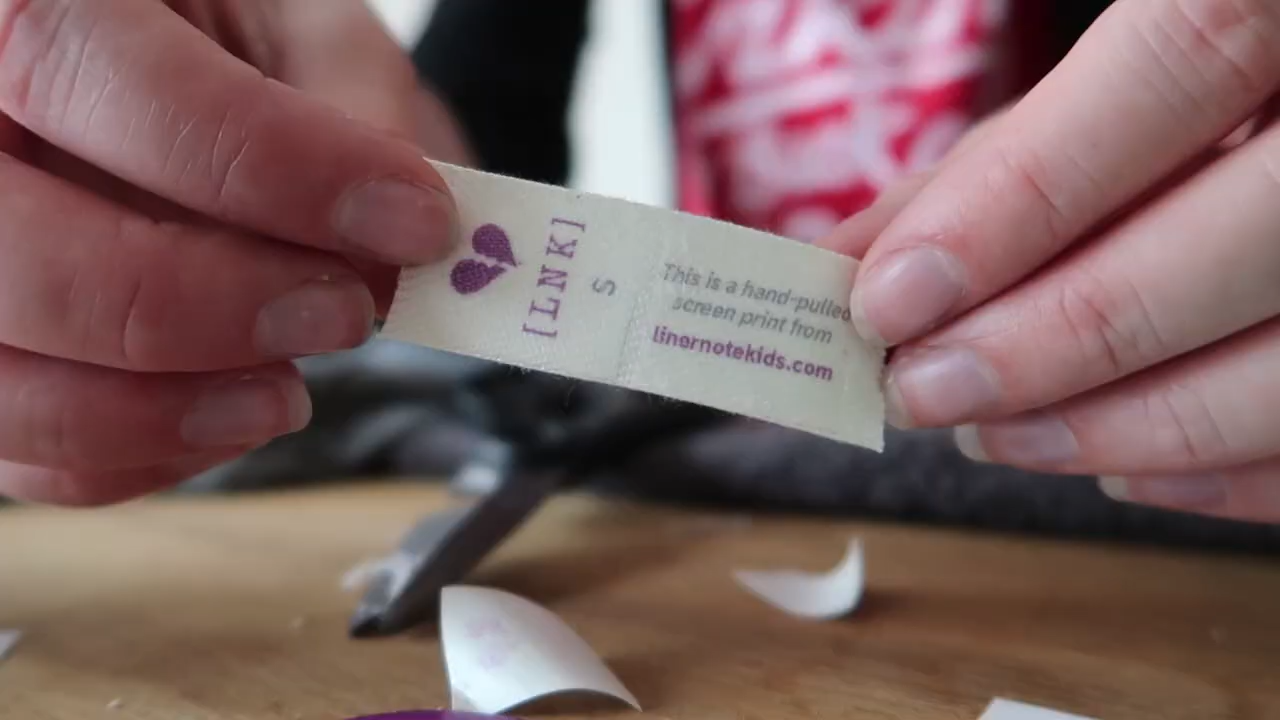 [LNK]
S
This is a hand-pulled
screen print from
linernotekids.com